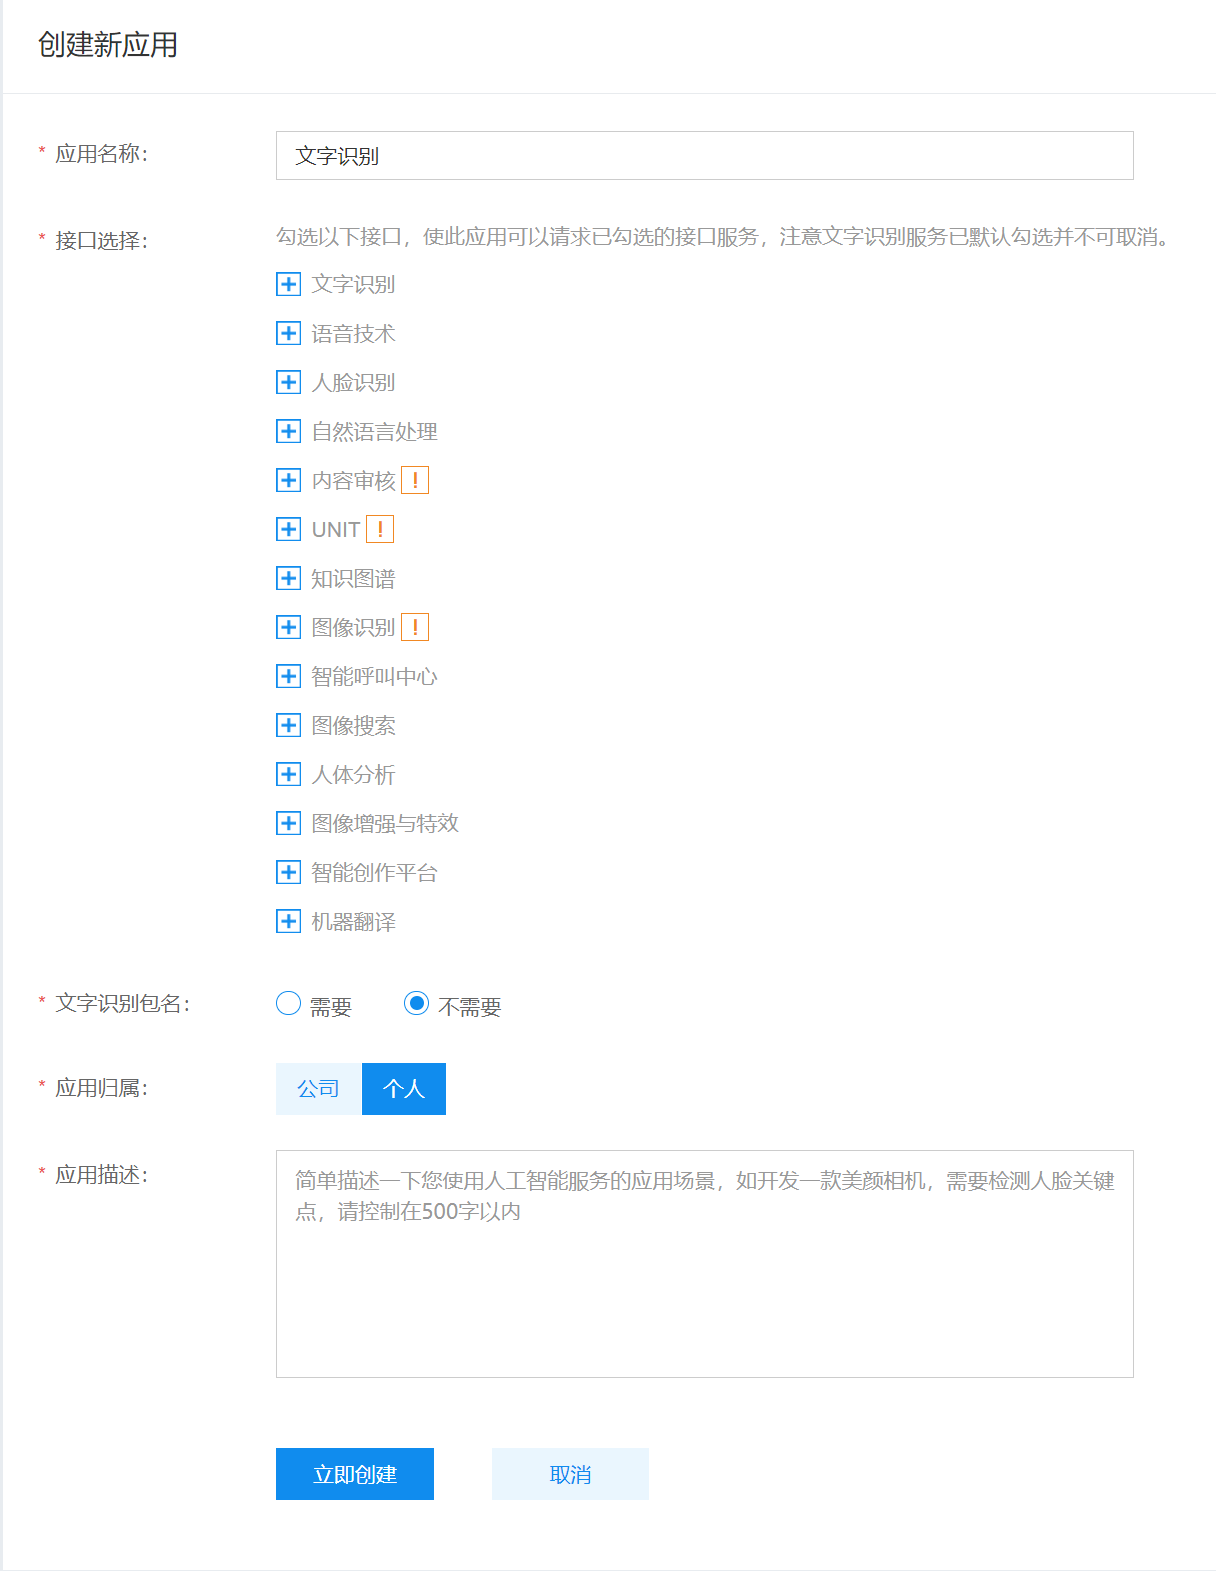 创建新应用
* 应用名称：
文字识别
* 接口选择：
勾选以下接口，使此应用可以请求已勾选的接口服务，注意文字识别服务已默认勾选并不可取消。
文字识别
语音技术
人脸识别
自然语言处理
内容审核 !
UNIT !
知识图谱
图像识别 !
智能呼叫中心
图像搜索
人体分析
图像增强与特效
智能创作平台
机器翻译
* 文字识别包名：
需要 不需要
* 应用归属：
公司 个人
* 应用描述：
简单描述一下您使用人工智能服务的应用场景，如开发一款美颜相机，需要检测人脸关键
点，请控制在500字以内
立即创建 取消